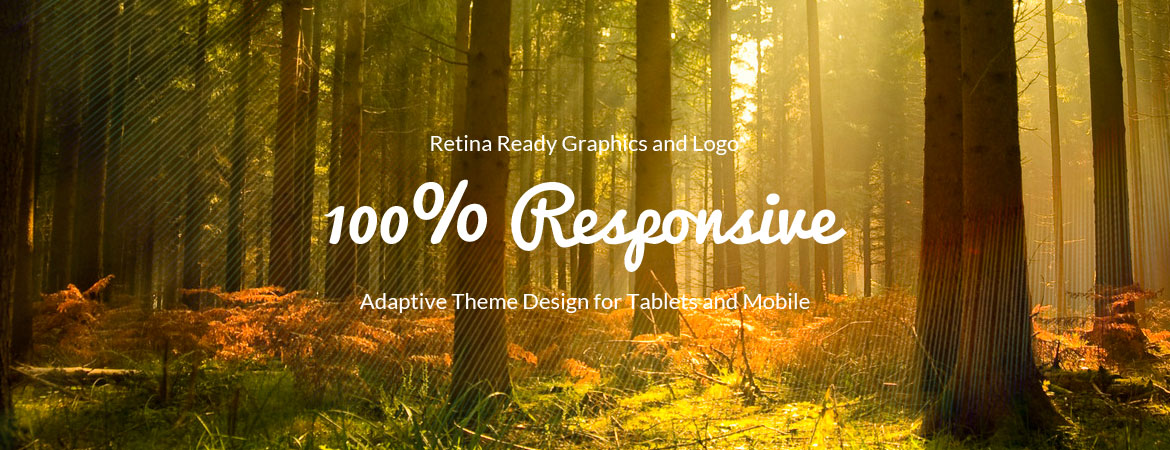 Retina Ready Graphics and Logo*
100% Responsive
Adaptive Theme Design for Tablets and Mobile